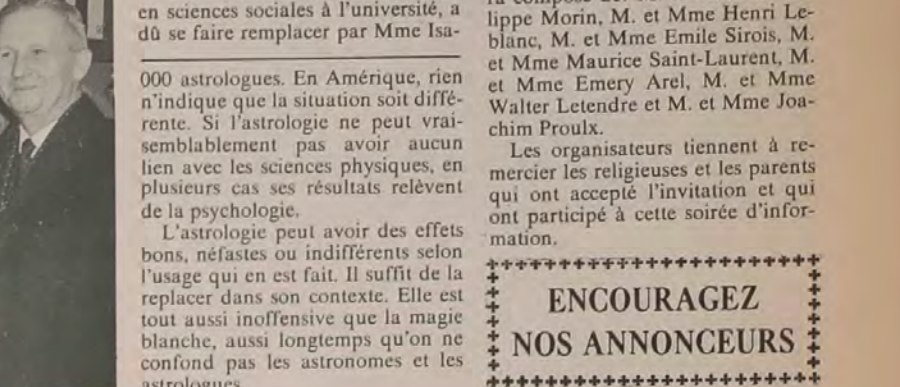 en sciences sociales à l'université, a
dû se faire remplacer par Mme Isa-
000 astrologues. En Amérique, rien
n'indique que la situation soit diffé-
rente. Si l'astrologie ne peut vrai-
semblablement pas avoir aucun
lien avec les sciences physiques, en
plusieurs cas ses résultats relèvent
de la psychologie.
L'astrologie peut avoir des effets
bons, néfastes ou indifférents selon
l'usage qui en est fait. Il suffit de la
replacer dans son contexte. Elle est
tout aussi inoffensive que la magie
blanche, aussi longtemps qu'on ne
confond pas les astronomes et les
astrologues
lippe Morin, M. et Mme Henri Le-
blanc, M. et Mme Emile Sirois, M.
et Mme Maurice Saint-Laurent, M.
et Mme Emery Arel, M. et Mme
Walter Letendre et M. et Mme Joa-
chim Proulx.
Les organisateurs tiennent à re-
mercier les religieuses et les parents
qui ont accepté l'invitation et qui
ont participé à cette soirée d'infor-
mation.
ENCOURAGEZ
NOS ANNONCEURS